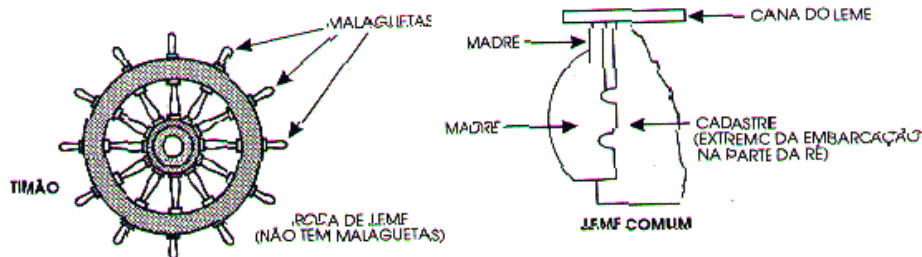 MALAGUETAS
TIMÃO
RODA DE LEME
(NÃO TEM MALAGUETAS)
CANA DO LEME
MADRE
MADRE
CADASTRE
(EXTREMO DA EMBARCAÇÃO
NA PARTE DA RÉ)
LEME COMUM